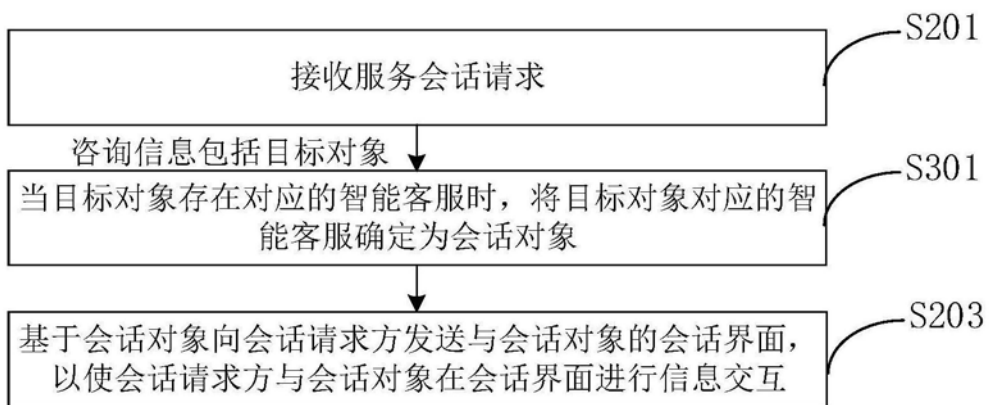 S201
接收服务会话请求
咨询信息包括目标对象
S301
当目标对象存在对应的智能客服时，将目标对象对应的智
能客服确定为会话对象
S203
基于会话对象向会话请求方发送与会话对象的会话界面，
以使会话请求方与会话对象在会话界面进行信息交互